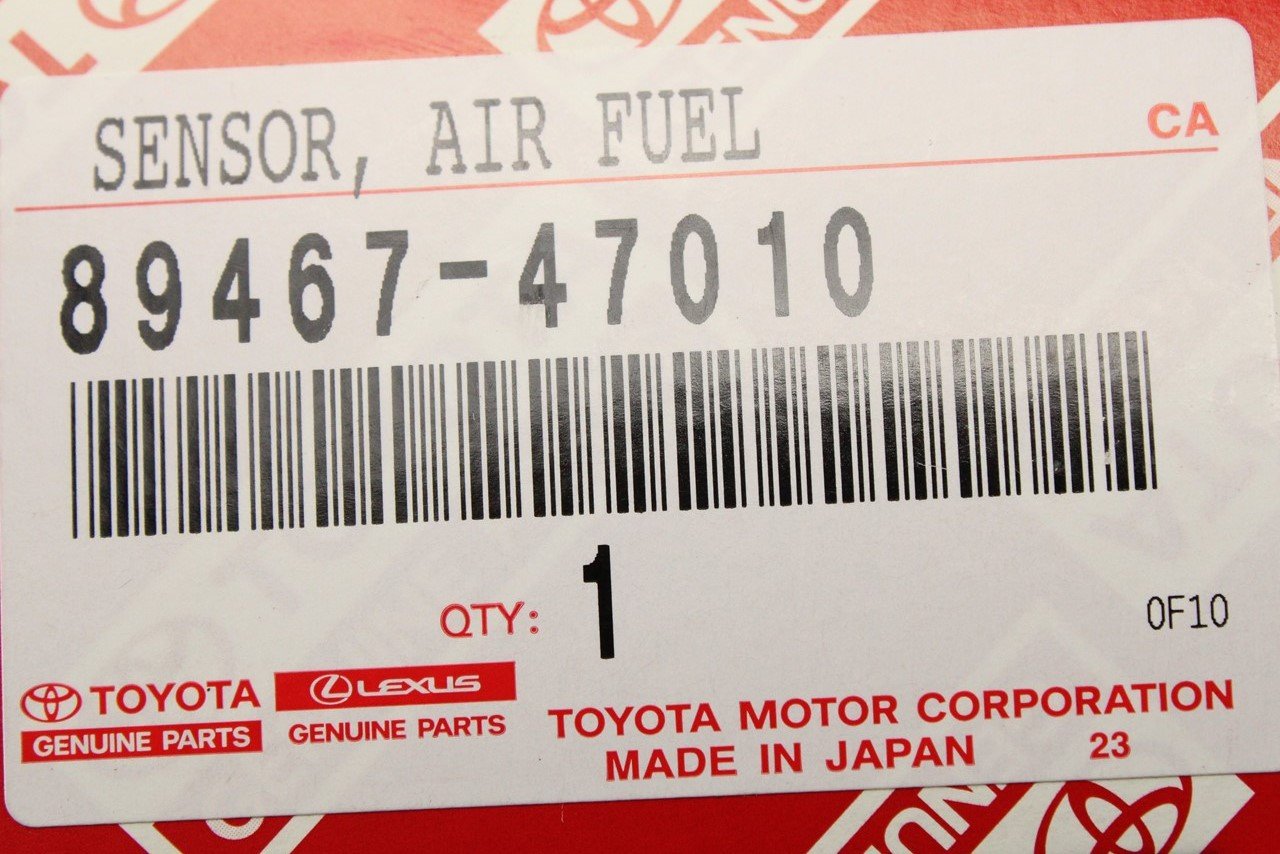 SENSOR, AIR FUEL
CA
89467-47010
QTY: 1
0F10
TOYOTA
GENUINE PARTS
LEXUS
GENUINE PARTS
TOYOTA MOTOR CORPORATION
MADE IN JAPAN 23